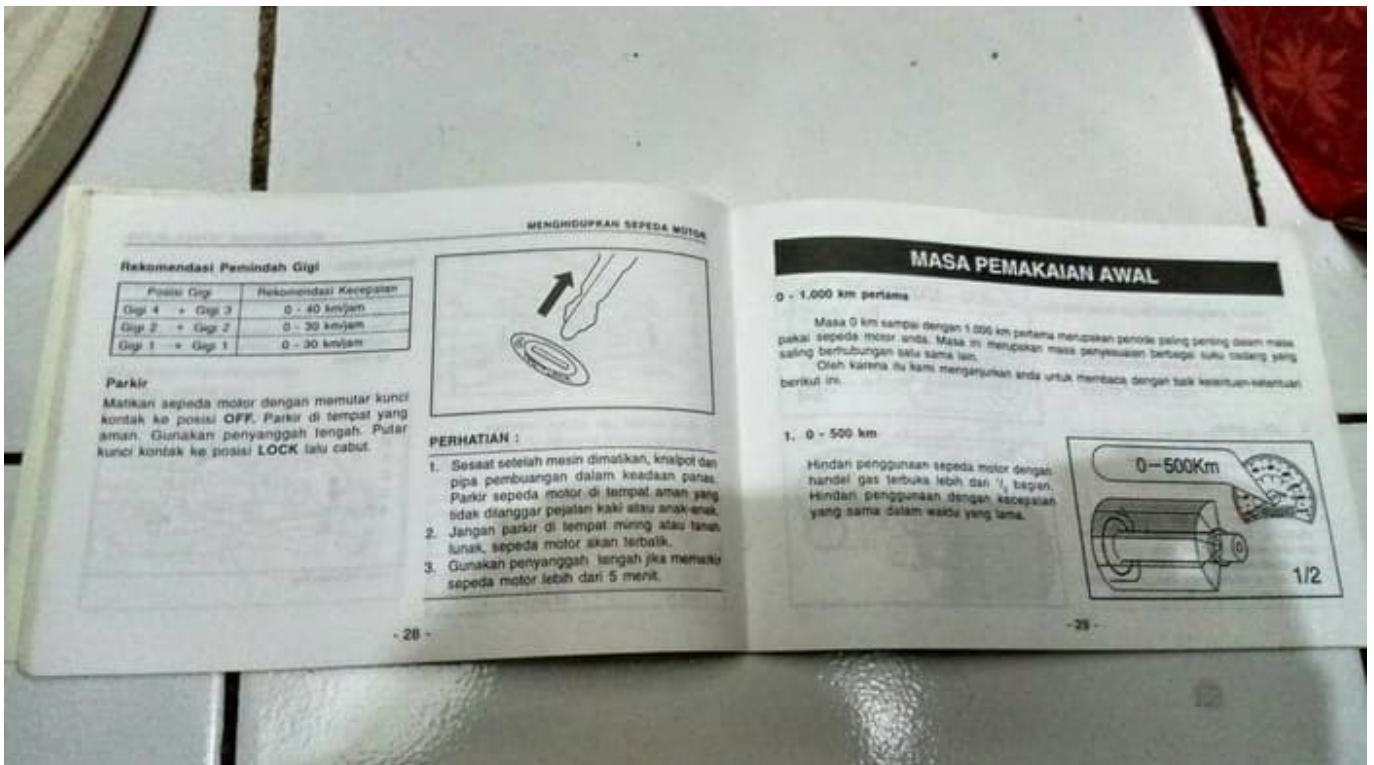 MENGHIDUPKAN SEPEDA MOTOR
Rekomendasi Pemindah Gigi
Posisi Gigi Rekomendasi Kecepatan
Gigi 4 Gigi 3 0 - 40 km/jam
Gigi 2 Gigi 2 0 - 30 km/jam
Gigi 1 Gigi 1 0 - 30 km/jam
Parkir
Matikan sepeda motor dengan memutar kunci
kontak ke posisi OFF. Parkir di tempat yang
aman. Gunakan penyanggah tengah. Putar
kunci kontak ke posisi LOCK lalu cabut.
PERHATIAN :
1. Sesaat setelah mesin dimatikan, knalpot dan
pipa pembuangan dalam keadaan panas.
Parkir sepeda motor di tempat aman yang
tidak dilanggar pejatan kaki atau anak-anak.
2. Jangan parkir di tempat miring atau tanah
lunak, sepeda motor akan terbalik.
3. Gunakan penyanggah tengah jika memarkir
sepeda motor lebih dari 5 menit.
- 28 -
MASA PEMAKAIAN AWAL
0 - 1.000 km pertama
Masa 0 km sampai dengan 1.000 km pertama merupakan periode paling penting dalam masa
pakai sepeda motor anda. Masa ini merupakan masa penyesuaian berbagai suku cadang yang
saling berhubungan satu sama lain.
Oleh karena itu kami menganjurkan anda untuk membaca dengan baik ketentuan-ketentuan
berikut ini.
1. 0 - 500 km
Hindari penggunaan sepeda motor dengan
handel gas terbuka lebih dari 1/2 bagian.
Hindari penggunaan dengan kecepatan
yang sama dalam waktu yang lama.
0-500Km
1/2
- 29 -